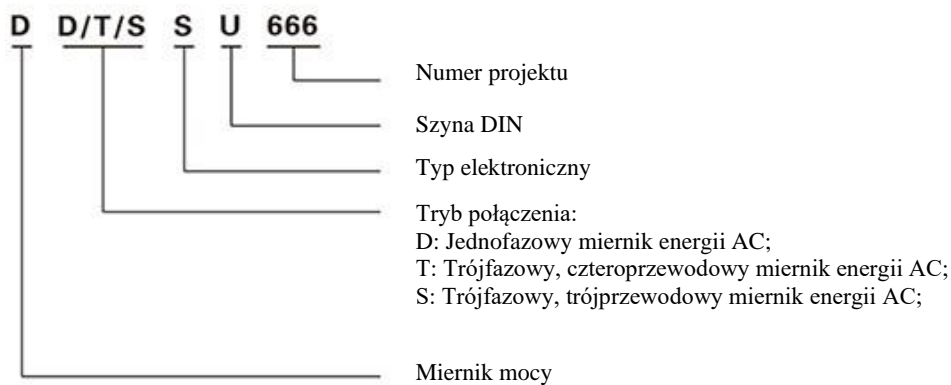 D D/T/S S U 666
Numer projektu
Szyna DIN
Typ elektroniczny
Tryb połączenia:
D: Jednofazowy miernik energii AC;
T: Trójfazowy, czteroprzewodowy miernik energii AC;
S: Trójfazowy, trójprzewodowy miernik energii AC;
Miernik mocy